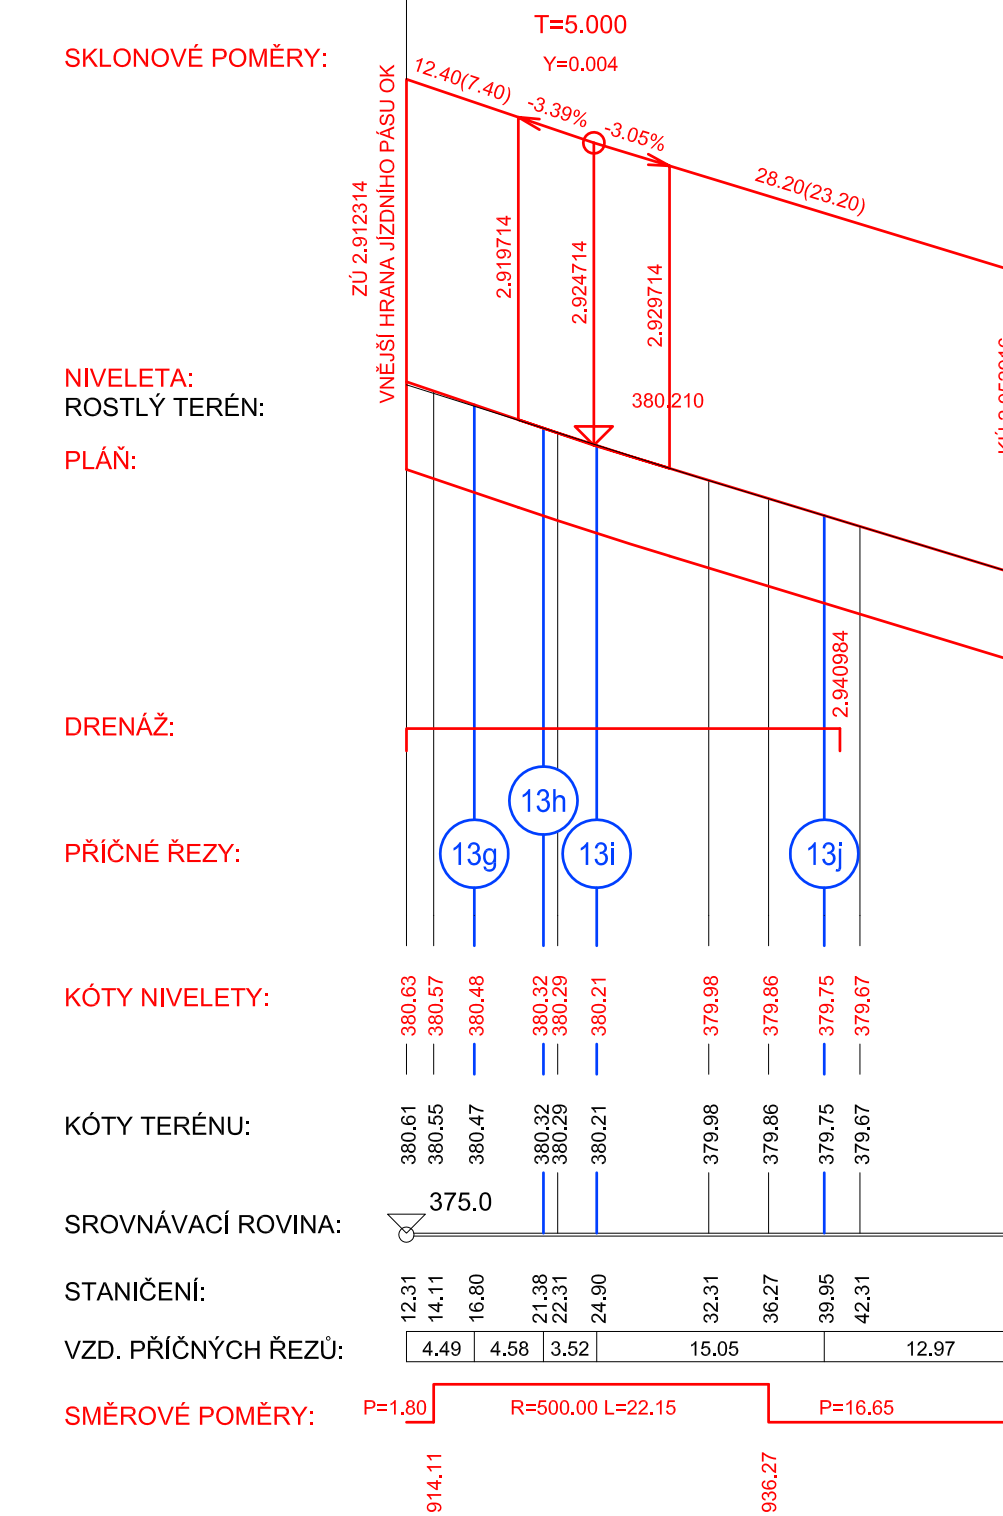 T=5.000
Y=0.004
SKLONOVÉ POMĚRY:
12.40(7.40)
-3.39%
-3.05%
28.20(23.20)
ZÚ 2.912314
VNĚJŠÍ HRANA JÍZDNÍHO PÁSU OK
2.919714
2.924714
2.929714
NIVELETA:
ROSTLÝ TERÉN:
380.210
PLÁŇ:
2.940984
DRENÁŽ:
PŘÍČNÉ ŘEZY:
13g 13h 13i 13j
KÓTY NIVELETY:
380.63 380.57 380.48 380.32 380.29 380.21 379.98 379.86 379.75 379.67
KÓTY TERÉNU:
380.61 380.55 380.47 380.32 380.29 380.21 379.98 379.86 379.75 379.67
375.0
SROVNÁVACÍ ROVINA:
STANIČENÍ:
12.31 14.11 16.80 21.38 22.31 24.90 32.31 36.27 39.95 42.31
VZD. PŘÍČNÝCH ŘEZŮ:
4.49 4.58 3.52 15.05 12.97
SMĚROVÉ POMĚRY:
P=1.80 R=500.00 L=22.15 P=16.65
914.11 936.27